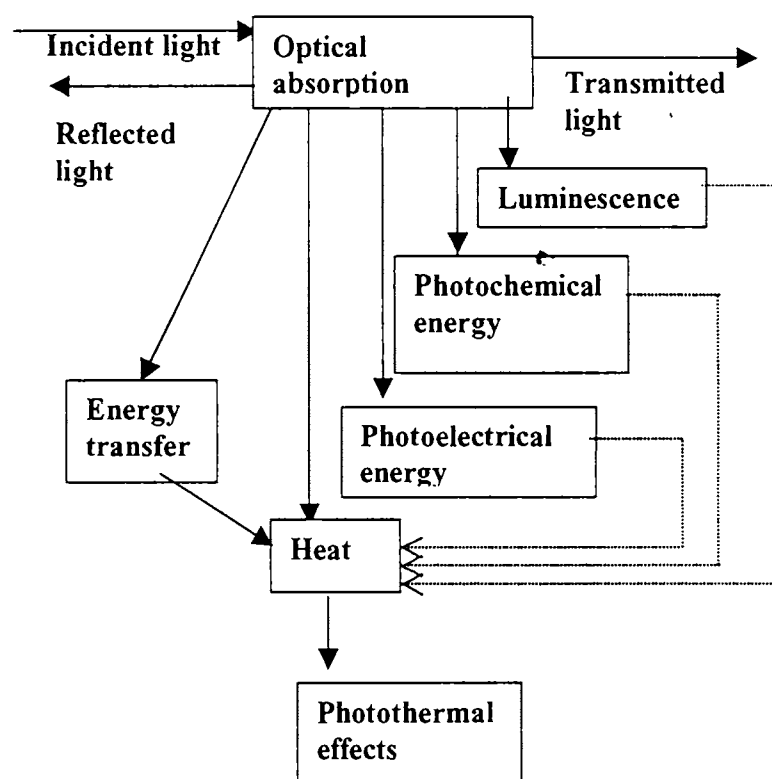 Incident light
Optical
absorption
Reflected
light
Transmitted
light
Luminescence
Photochemical
energy
Energy
transfer
Photoelectrical
energy
Heat
Photothermal
effects